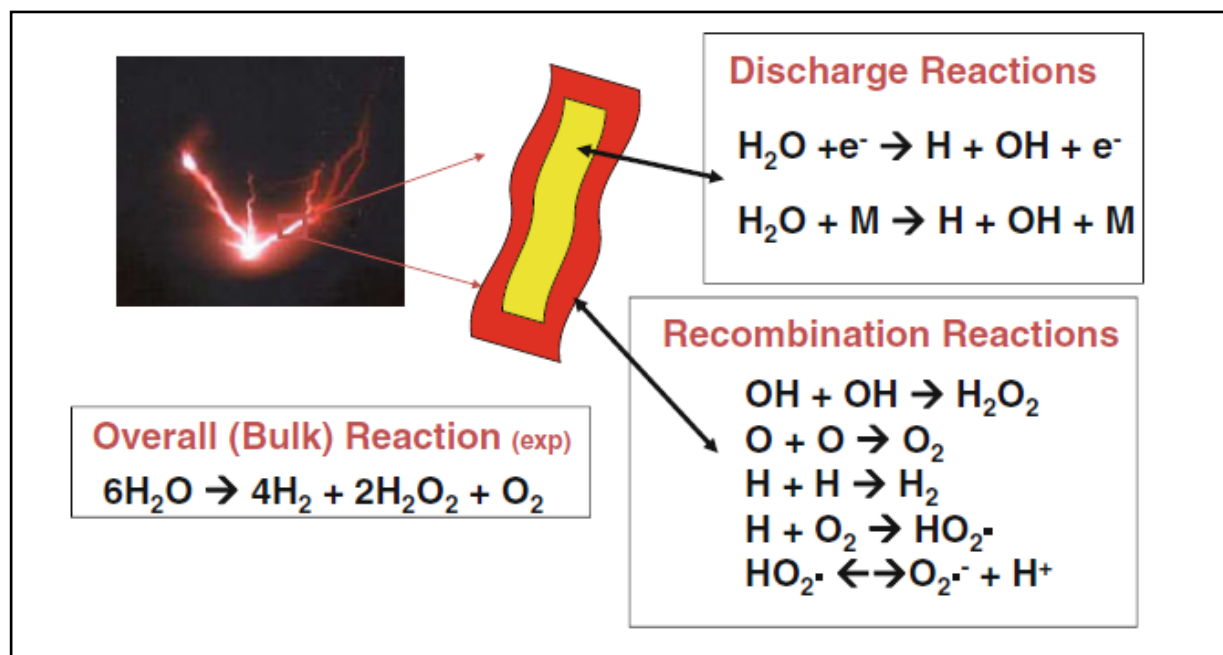 Discharge Reactions
H₂O +e⁻ → H + OH + e⁻
H₂O + M → H + OH + M
Recombination Reactions
OH + OH → H₂O₂
O + O → O₂
H + H → H₂
H + O₂ → HO₂▪
HO₂▪ ←→O₂▪⁻ + H⁺
Overall (Bulk) Reaction (exp)
6H₂O → 4H₂ + 2H₂O₂ + O₂